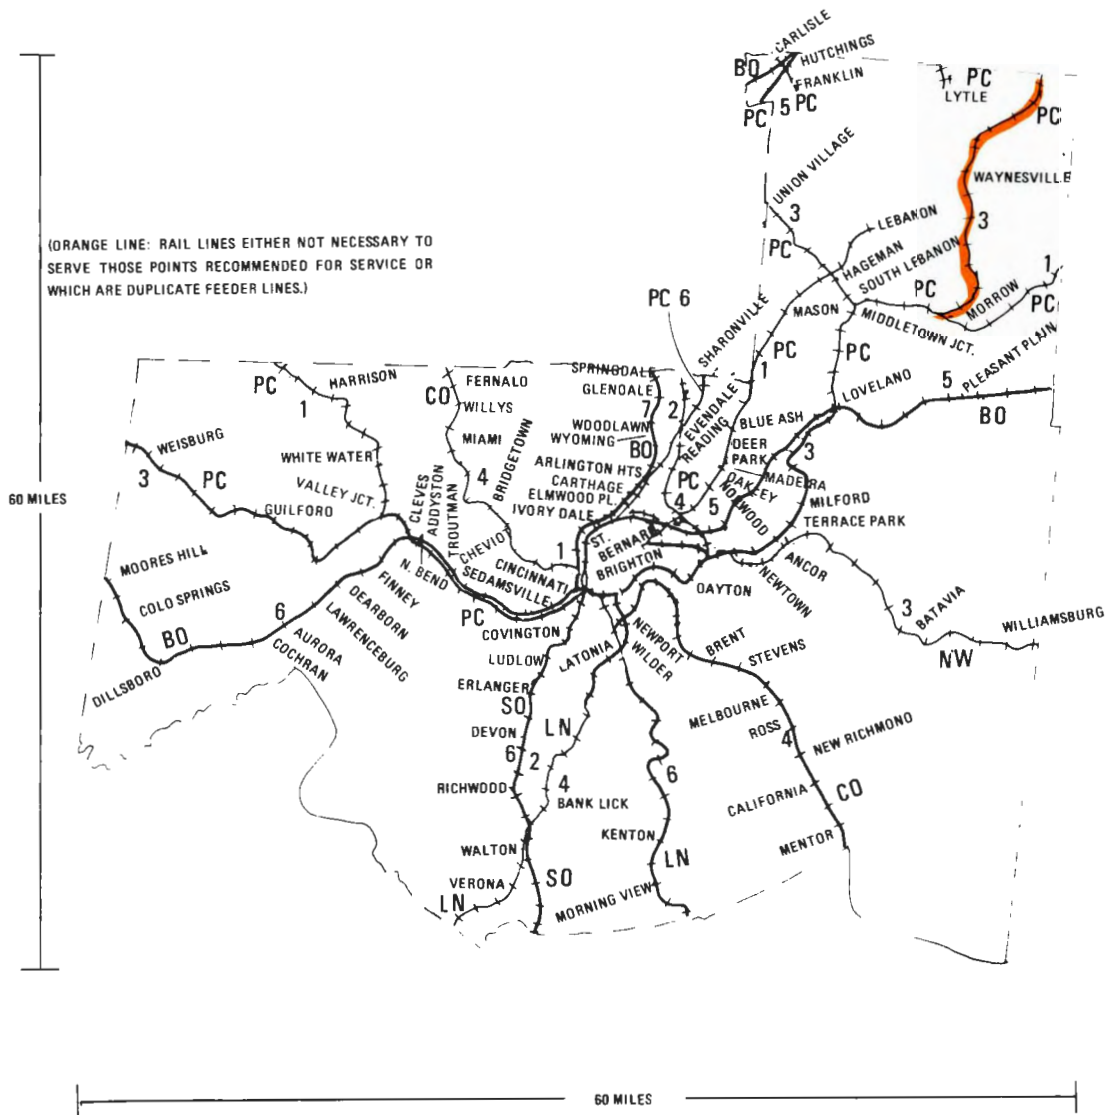 CARLISLE
HUTCHINGS
BO
FRANKLIN
PC
5 PC
PC
LYTLE
PC
UNION VILLAGE
WAYNESVILLE
3
3
PC
LEBANON
HAGEMAN
SOUTH LEBANON
(ORANGE LINE: RAIL LINES EITHER NOT NECESSARY TO
SERVE THOSE POINTS RECOMMENDED FOR SERVICE OR
WHICH ARE DUPLICATE FEEDER LINES.)
1
PC
MORROW
PC
PC 6
SHARONVILLE
MASON
MIDDLETOWN JCT.
PC
PC
1
PLEASANT PLAIN
5
BO
LOVELAND
SPRINGDALE
GLENDALE
7
2
WOODLAWN
WYOMING
BO
EVENDALE
READING
BLUE ASH
DEER
PARK
3
PC
HARRISON
1
CO
FERNALO
WILLYS
MIAMI
4
BRIDGETOWN
ARLINGTON HTS
CARTHAGE
ELMWOOD PL.
IVORY DALE
PC
4
5
OAKLEY
NORWOOD
MADEIRA
MILFORD
TERRACE PARK
WEISBURG
3
PC
WHITE WATER
VALLEY JCT.
GUILFORD
60 MILES
CLEVES
ADDYSTON
TROUTMAN
CHEVIOT
1
ST.
BERNARD
BRIGHTON
CINCINNATI
SEDAMSVILLE
N. BEND
PC
MOORES HILL
COLO SPRINGS
BO
6
FINNEY
DEARBORN
LAWRENCEBURG
AURORA
COCHRAN
DILLSBORO
OAYTON
NEWTOWN
ANCOR
3
BATAVIA
WILLIAMSBURG
NW
COVINGTON
LUDLOW
LATONIA
NEWPORT
WILDER
BRENT
STEVENS
ERLANGER
SO
DEVON
LN
6
2
4
RICHWOOD
BANK LICK
6
MELBOURNE
ROSS
4
NEW RICHMOND
CALIFORNIA
CO
KENTON
MENTOR
WALTON
LN
VERONA
SO
LN
MORNING VIEW
60 MILES